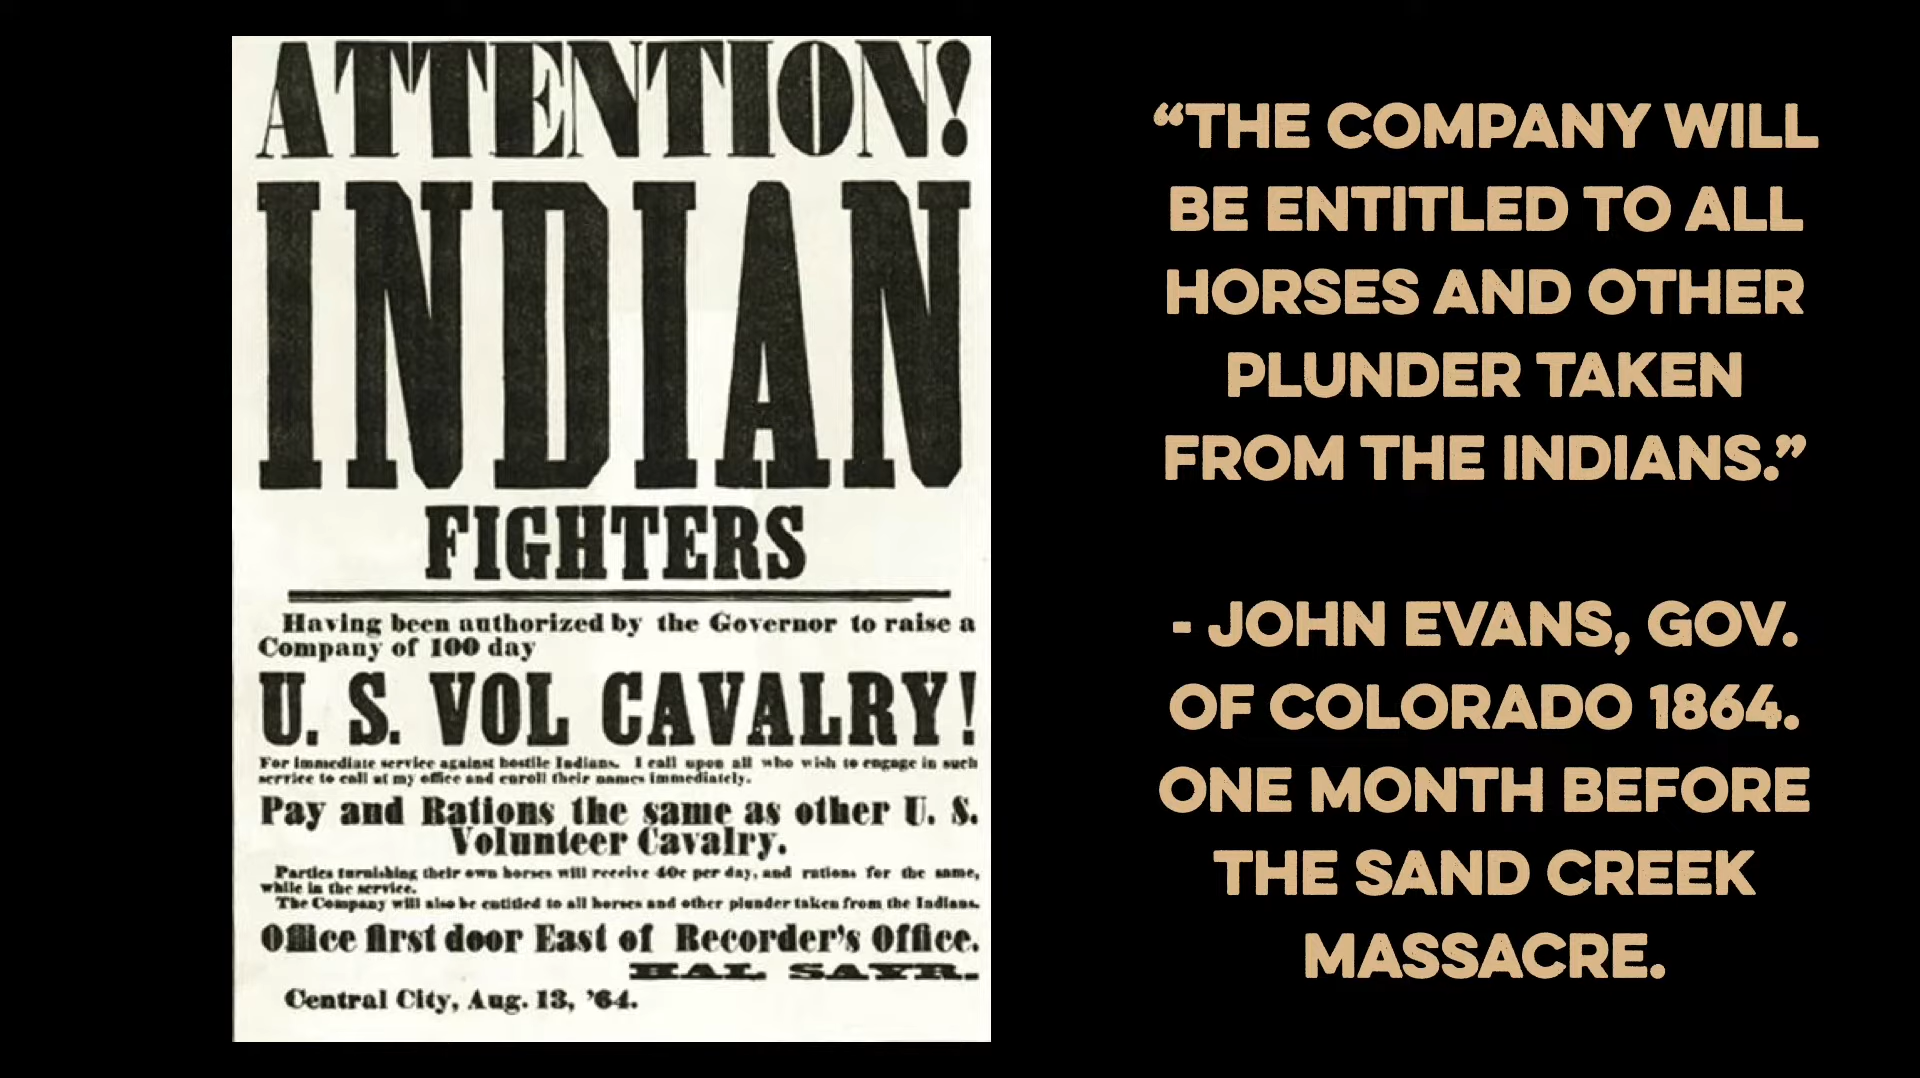 ATTENTION!
INDIAN
FIGHTERS
Having been authorized by the Governor to raise a
Company of 100 day
U. S. VOL CAVALRY!
For immediate service against hostile Indians. I call upon all who wish to engage in such
service to call at my office and enroll their names immediately.
Pay and Rations the same as other U. S.
Volunteer Cavalry.
Parties furnishing their own horses will receive 40c per day, and rations for the same,
while in the service.
The Company will also be entitled to all horses and other plunder taken from the Indians.
Office first door East of Recorder's Office.
HAL SAYR.
Central City, Aug. 13, '64.
“THE COMPANY WILL
BE ENTITLED TO ALL
HORSES AND OTHER
PLUNDER TAKEN
FROM THE INDIANS.”
- JOHN EVANS, GOV.
OF COLORADO 1864.
ONE MONTH BEFORE
THE SAND CREEK
MASSACRE.